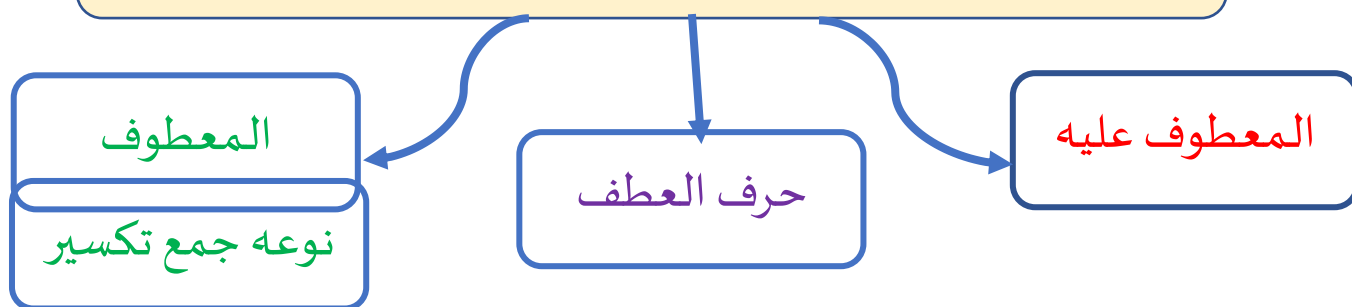 المعطوف عليه
حرف العطف
المعطوف
نوعه جمع تكسير